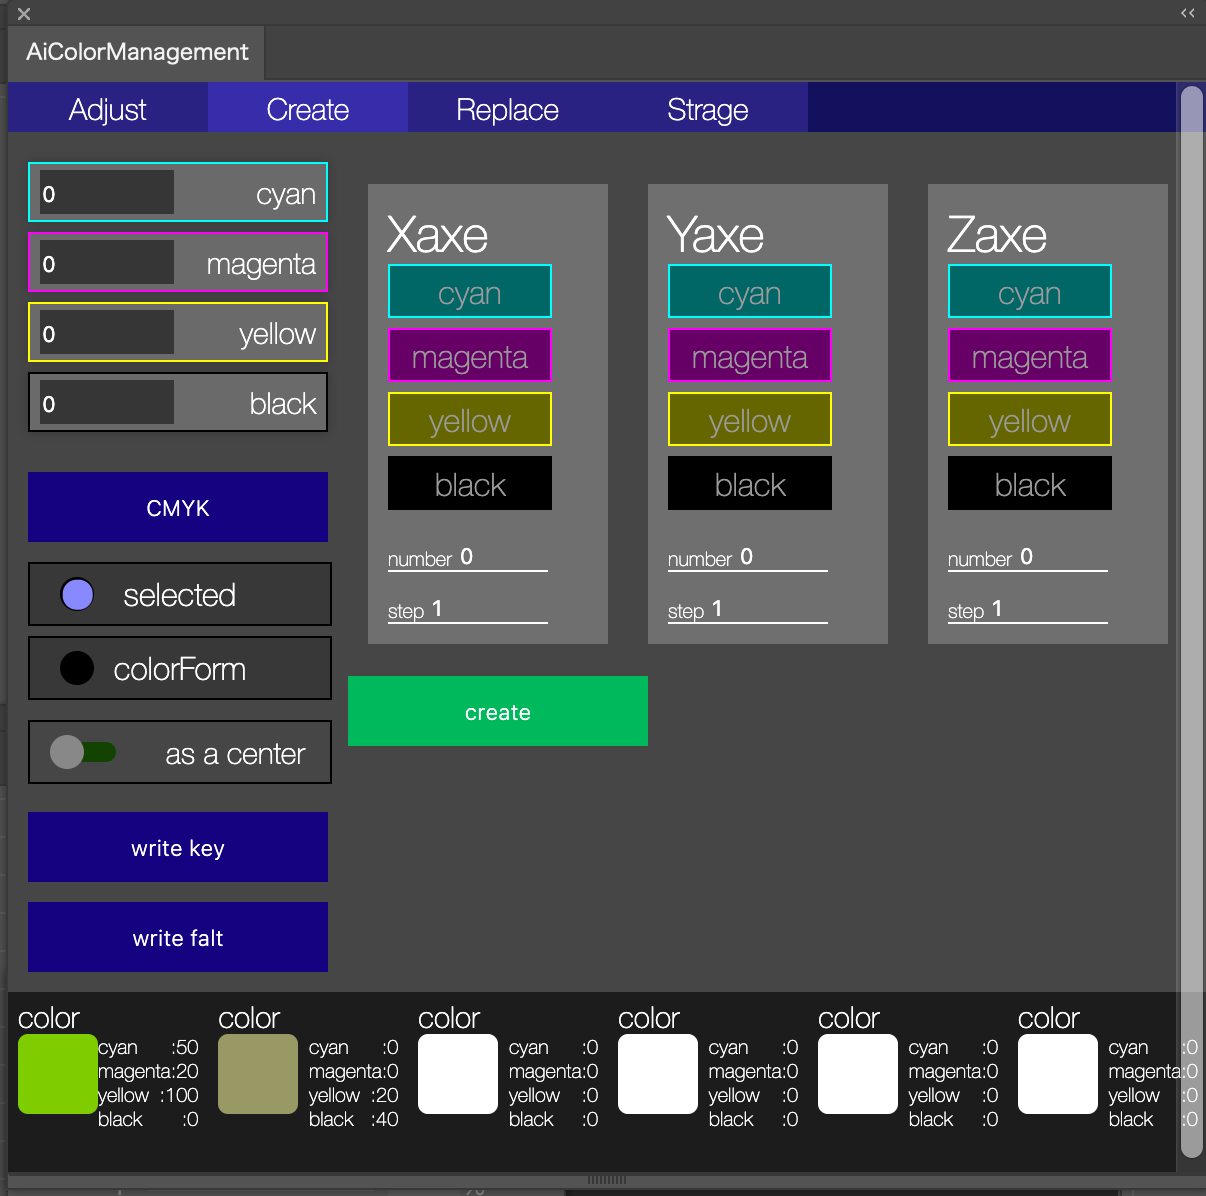 AiColorManagement
Adjust Create Replace Strage
0 cyan
0 magenta
0 yellow
0 black
CMYK
selected
colorForm
as a center
write key
write falt
Xaxe
cyan
magenta
yellow
black
number 0
step 1
Yaxe
cyan
magenta
yellow
black
number 0
step 1
Zaxe
cyan
magenta
yellow
black
number 0
step 1
create
color
cyan :50
magenta:20
yellow :100
black :0
color
cyan :0
magenta:0
yellow :20
black :40
color
cyan :0
magenta:0
yellow :0
black :0
color
cyan :0
magenta:0
yellow :0
black :0
color
cyan :0
magenta:0
yellow :0
black :0
color
cyan :0
magenta:0
yellow :0
black :0